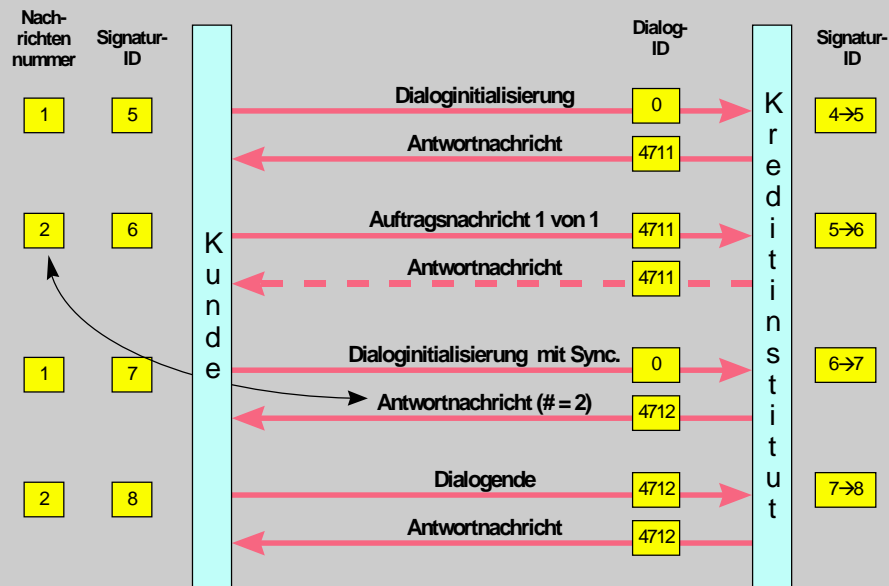 Nach-
richten
nummer
Signatur-
ID
Dialog-
ID
Signatur-
ID
Kunde
Kreditinstitut
1
5
Dialoginitialisierung
0
4→5
Antwortnachricht
4711
2
6
Auftragsnachricht 1 von 1
4711
5→6
Antwortnachricht
4711
1
7
Dialoginitialisierung mit Sync.
0
6→7
Antwortnachricht (# = 2)
4712
2
8
Dialogende
4712
7→8
Antwortnachricht
4712